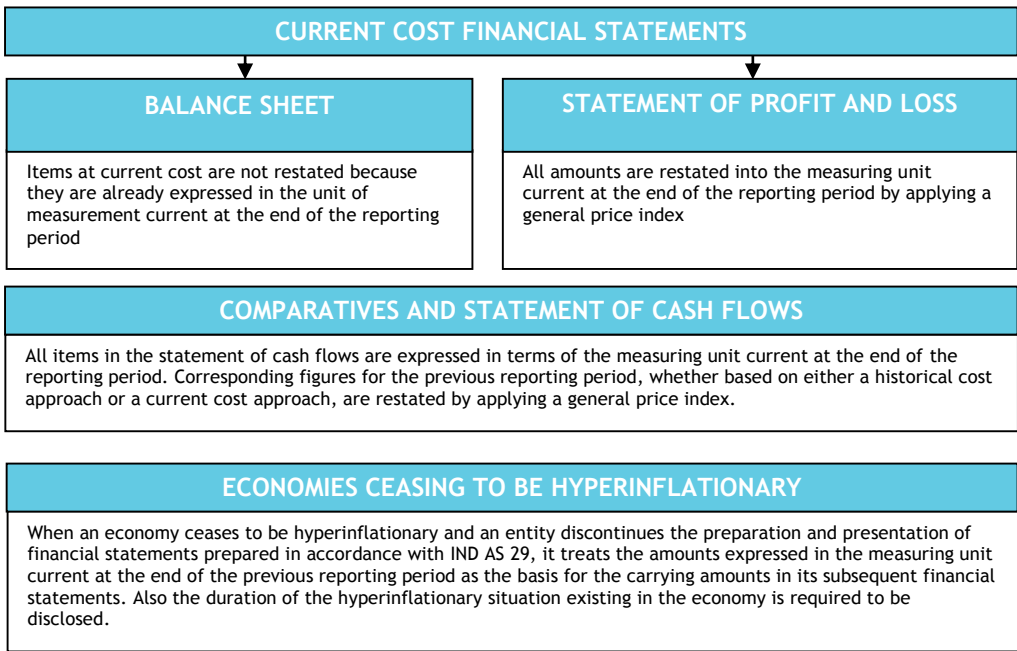 CURRENT COST FINANCIAL STATEMENTS
BALANCE SHEET
Items at current cost are not restated because
they are already expressed in the unit of
measurement current at the end of the reporting
period
STATEMENT OF PROFIT AND LOSS
All amounts are restated into the measuring unit
current at the end of the reporting period by applying a
general price index
COMPARATIVES AND STATEMENT OF CASH FLOWS
All items in the statement of cash flows are expressed in terms of the measuring unit current at the end of the
reporting period. Corresponding figures for the previous reporting period, whether based on either a historical cost
approach or a current cost approach, are restated by applying a general price index.
ECONOMIES CEASING TO BE HYPERINFLATIONARY
When an economy ceases to be hyperinflationary and an entity discontinues the preparation and presentation of
financial statements prepared in accordance with IND AS 29, it treats the amounts expressed in the measuring unit
current at the end of the previous reporting period as the basis for the carrying amounts in its subsequent financial
statements. Also the duration of the hyperinflationary situation existing in the economy is required to be
disclosed.